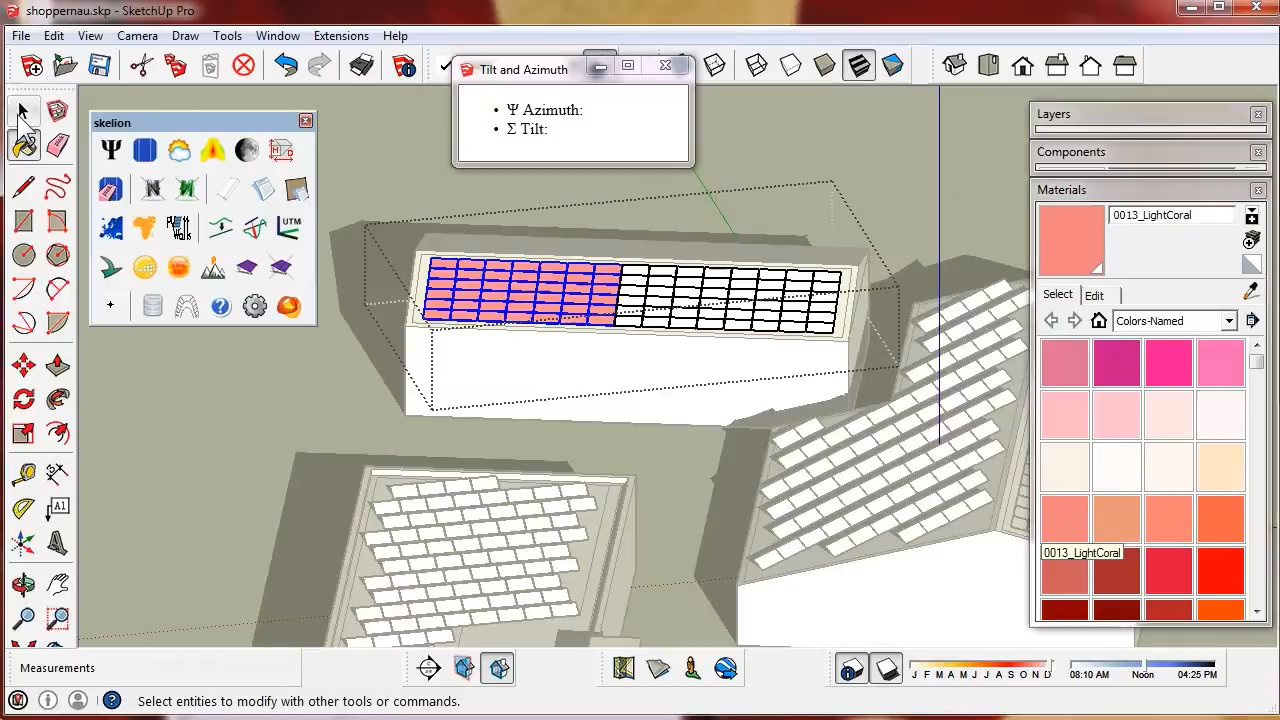 shoppernau.skp - SketchUp Pro
File Edit View Camera Draw Tools Window Extensions Help
Tilt and Azimuth
• Ψ Azimuth:
• Σ Tilt:
skelion
UTM
A1
Layers
Components
Materials
0013_LightCoral
Select Edit
Colors-Named
0013_LightCoral
Measurements
J F M A M J J A S O N D
08:10 AM Noon 04:25 PM
Select entities to modify with other tools or commands.